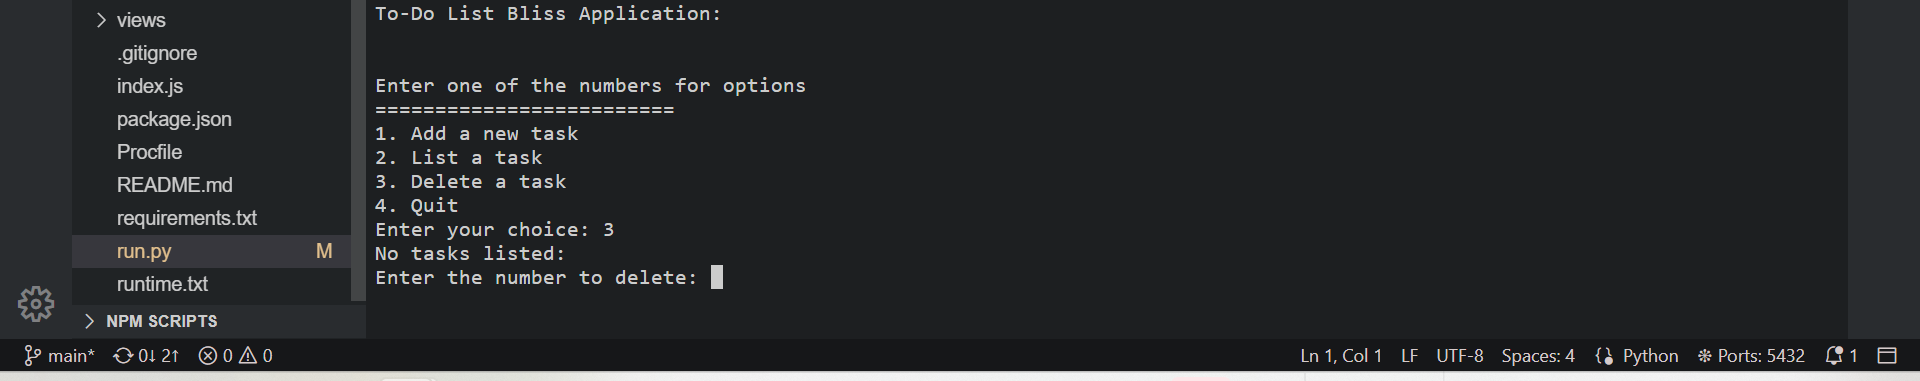 views
.gitignore
index.js
package.json
Procfile
README.md
requirements.txt
run.py M
runtime.txt
NPM SCRIPTS
To-Do List Bliss Application:
Enter one of the numbers for options
=========================
1. Add a new task
2. List a task
3. Delete a task
4. Quit
Enter your choice: 3
No tasks listed:
Enter the number to delete:
main* 0↓ 2↑ 0 0 Ln 1, Col 1 LF UTF-8 Spaces: 4 Python Ports: 5432 1